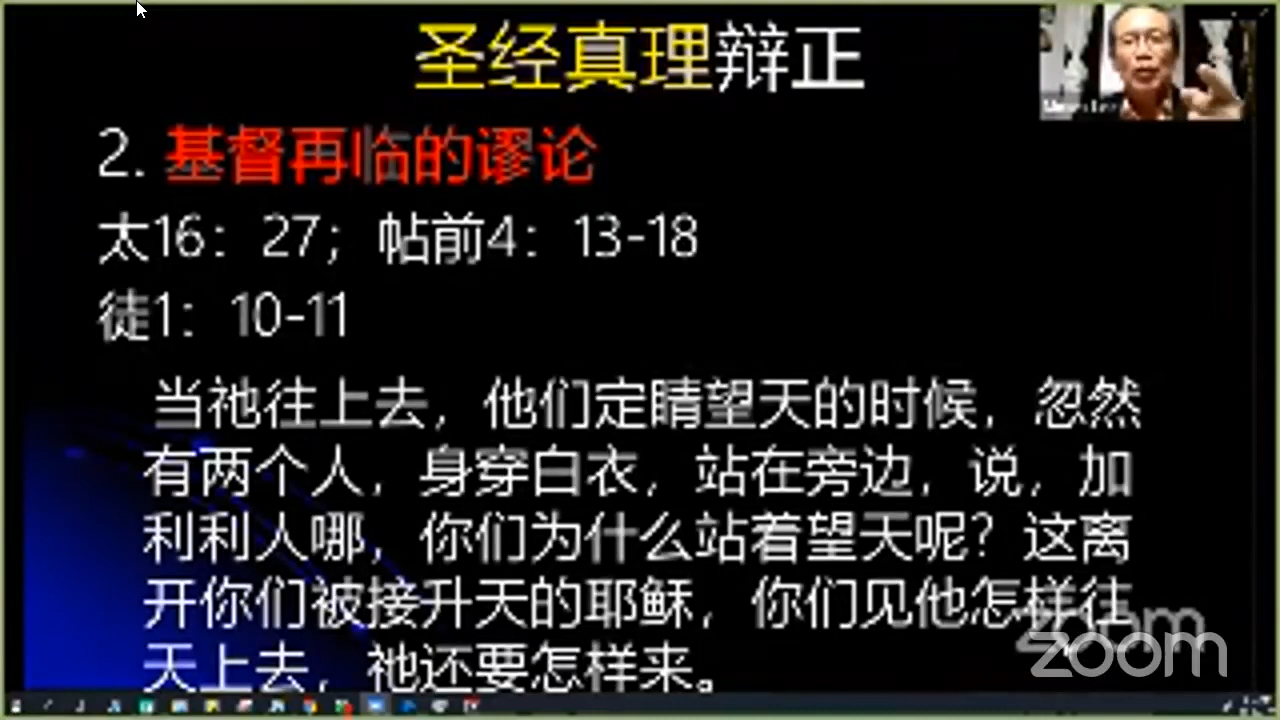 圣经真理辩正
2. 基督再临的谬论
太16：27；帖前4：13-18
徒1：10-11
当祂往上去，他们定睛望天的时候，忽然
有两个人，身穿白衣，站在旁边，说，加
利利人哪，你们为什么站着望天呢？这离
开你们被接升天的耶稣，你们见他怎样往
天上去，祂还要怎样来。
zoom
zoom